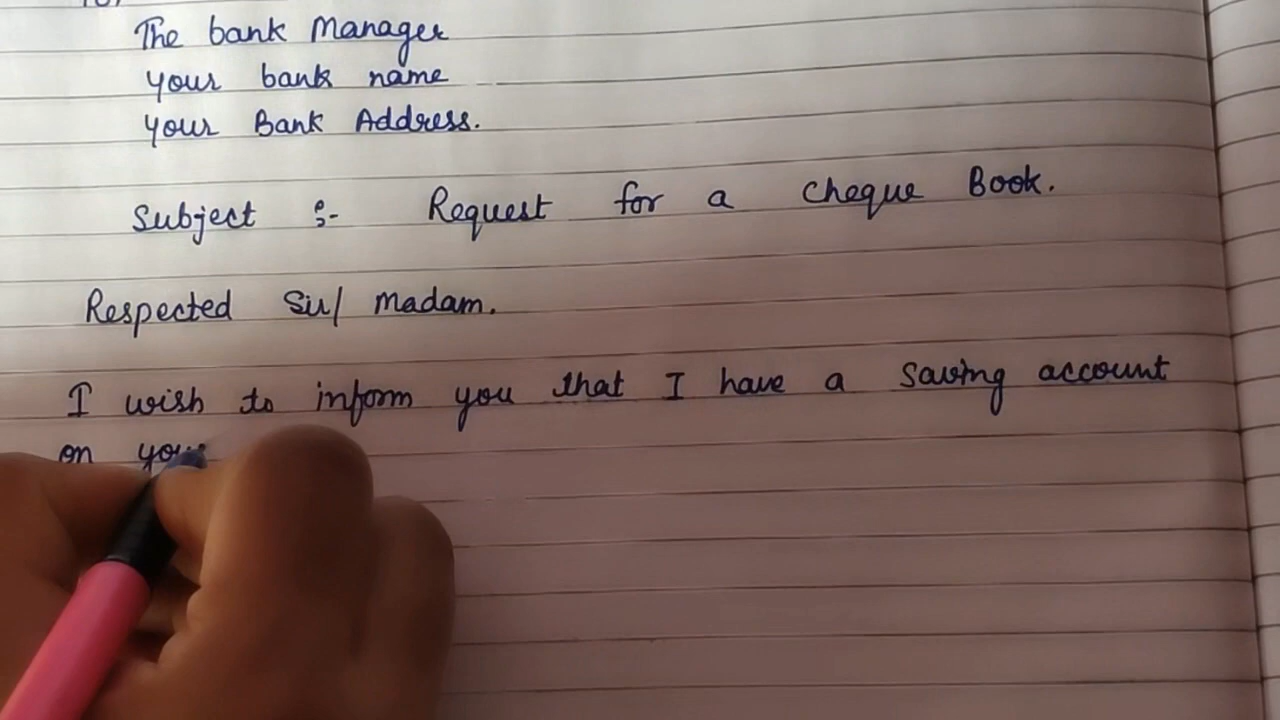 The bank Manager
your bank name
your Bank Address.
Subject :- Request for a Cheque Book.
Respected Sir/ Madam.
I wish to inform you that I have a Saving account
on your